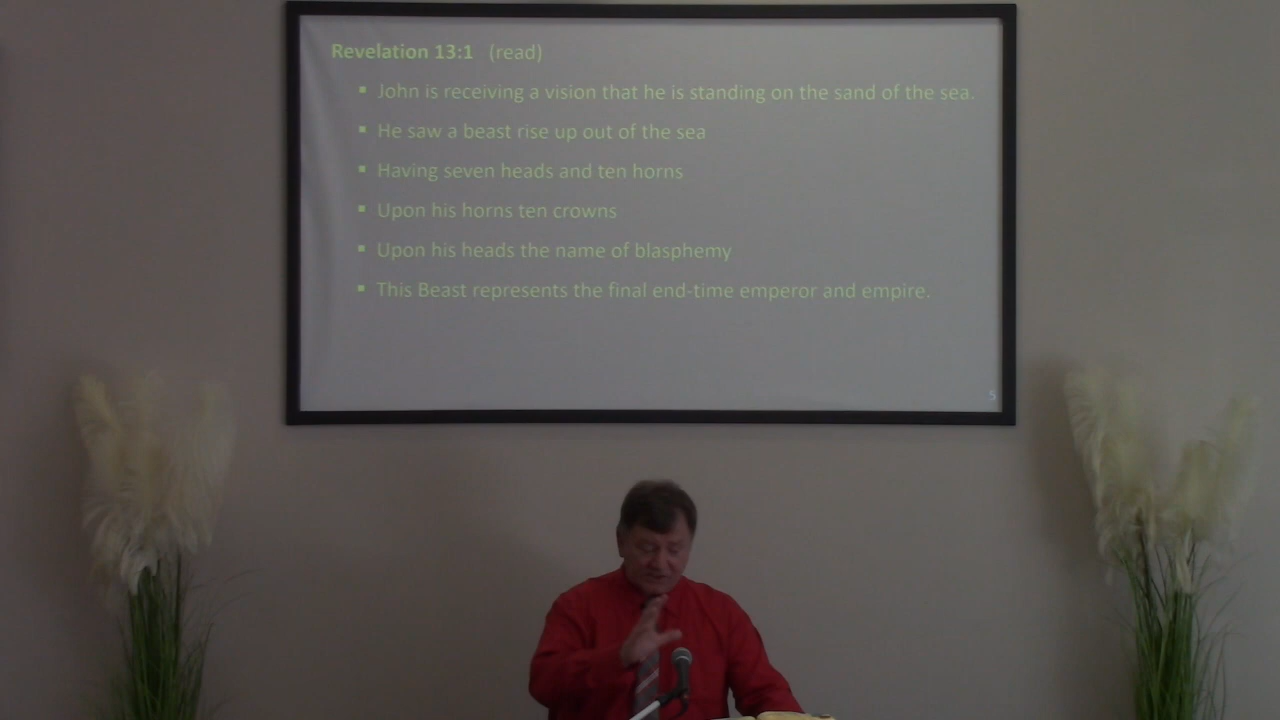 Revelation 13:1 (read)
▪ John is receiving a vision that he is standing on the sand of the sea.
▪ He saw a beast rise up out of the sea
▪ Having seven heads and ten horns
▪ Upon his horns ten crowns
▪ Upon his heads the name of blasphemy
▪ This Beast represents the final end-time emperor and empire.
5